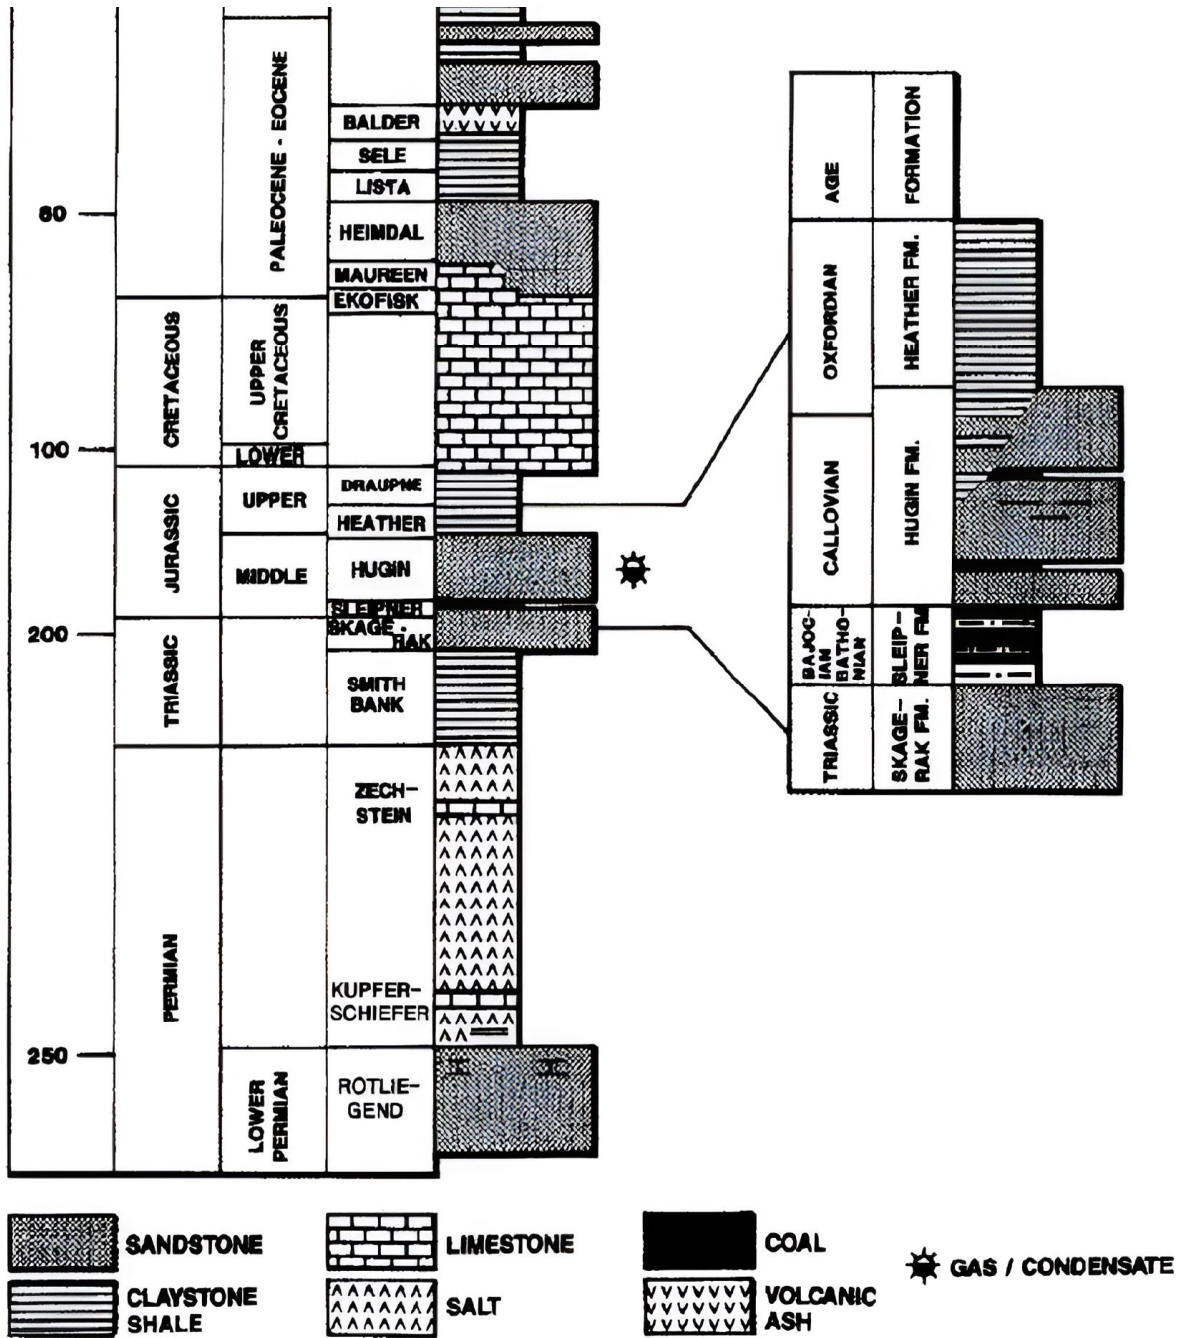 PALEOCENE - EOCENE
BALDER
SELE
LISTA
60
HEIMDAL
MAUREEN
EKOFISK
CRETACEOUS
UPPER
CRETACEOUS
100
LOWER
JURASSIC
UPPER
DRAUPNE
HEATHER
MIDDLE
HUGIN
SLEIPNER
200
SKAGE-
RAK
TRIASSIC
SMITH
BANK
PERMIAN
ZECH-
STEIN
KUPFER-
SCHIEFER
250
LOWER
PERMIAN
ROTLIE-
GEND
AGE
FORMATION
OXFORDIAN
HEATHER FM.
CALLOVIAN
HUGIN FM.
BAJOC-
IAN
BATHO-
NIAN
SLEIP-
NER FM
TRIASSIC
SKAGE-
RAK FM.
SANDSTONE
LIMESTONE
COAL
GAS / CONDENSATE
CLAYSTONE
SHALE
SALT
VOLCANIC
ASH